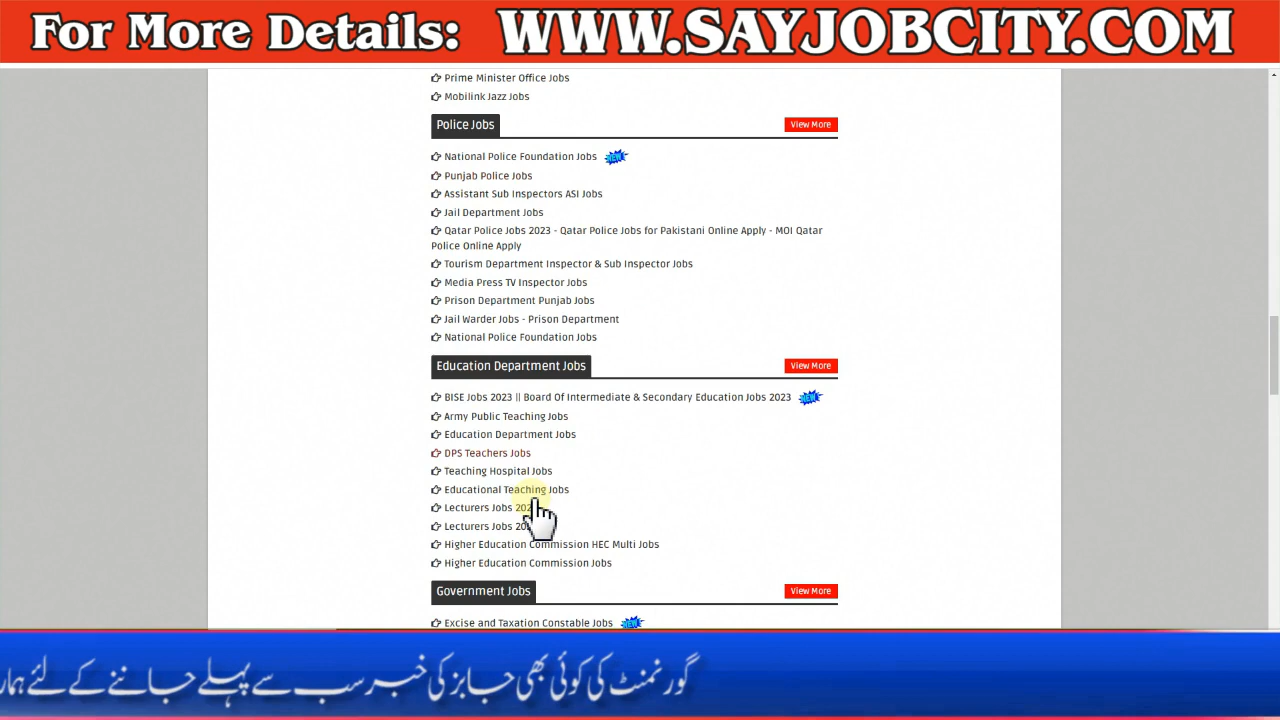 For More Details: WWW.SAYJOBCITY.COM
Prime Minister Office Jobs
Mobilink Jazz Jobs
Police Jobs
View More
National Police Foundation Jobs NEW
Punjab Police Jobs
Assistant Sub Inspectors ASI Jobs
Jail Department Jobs
Qatar Police Jobs 2023 - Qatar Police Jobs for Pakistani Online Apply - MOI Qatar
Police Online Apply
Tourism Department Inspector & Sub Inspector Jobs
Media Press TV Inspector Jobs
Prison Department Punjab Jobs
Jail Warder Jobs - Prison Department
National Police Foundation Jobs
Education Department Jobs
View More
BISE Jobs 2023 || Board Of Intermediate & Secondary Education Jobs 2023 NEW
Army Public Teaching Jobs
Education Department Jobs
DPS Teachers Jobs
Teaching Hospital Jobs
Educational Teaching Jobs
Lecturers Jobs
Lecturers Jobs
Higher Education Commission HEC Multi Jobs
Higher Education Commission Jobs
Government Jobs
View More
Excise and Taxation Constable Jobs NEW
گورنمنٹ کی کوئی بھی جابز کی خبر سب سے پہلے جاننے کے لئے